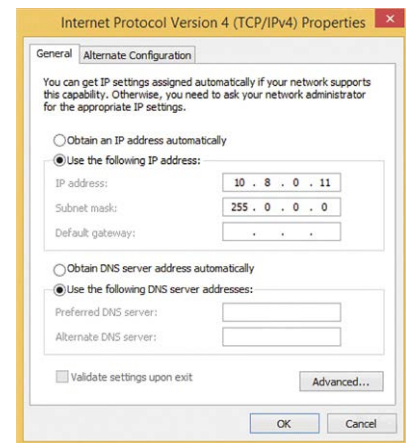 Internet Protocol Version 4 (TCP/IPv4) Properties
General
Alternate Configuration
You can get IP settings assigned automatically if your network supports
this capability. Otherwise, you need to ask your network administrator
for the appropriate IP settings.
Obtain an IP address automatically
Use the following IP address:
IP address: 10 . 8 . 0 . 11
Subnet mask: 255 . 0 . 0 . 0
Default gateway: . . .
Obtain DNS server address automatically
Use the following DNS server addresses:
Preferred DNS server:
Alternate DNS server:
Validate settings upon exit
Advanced...
OK
Cancel